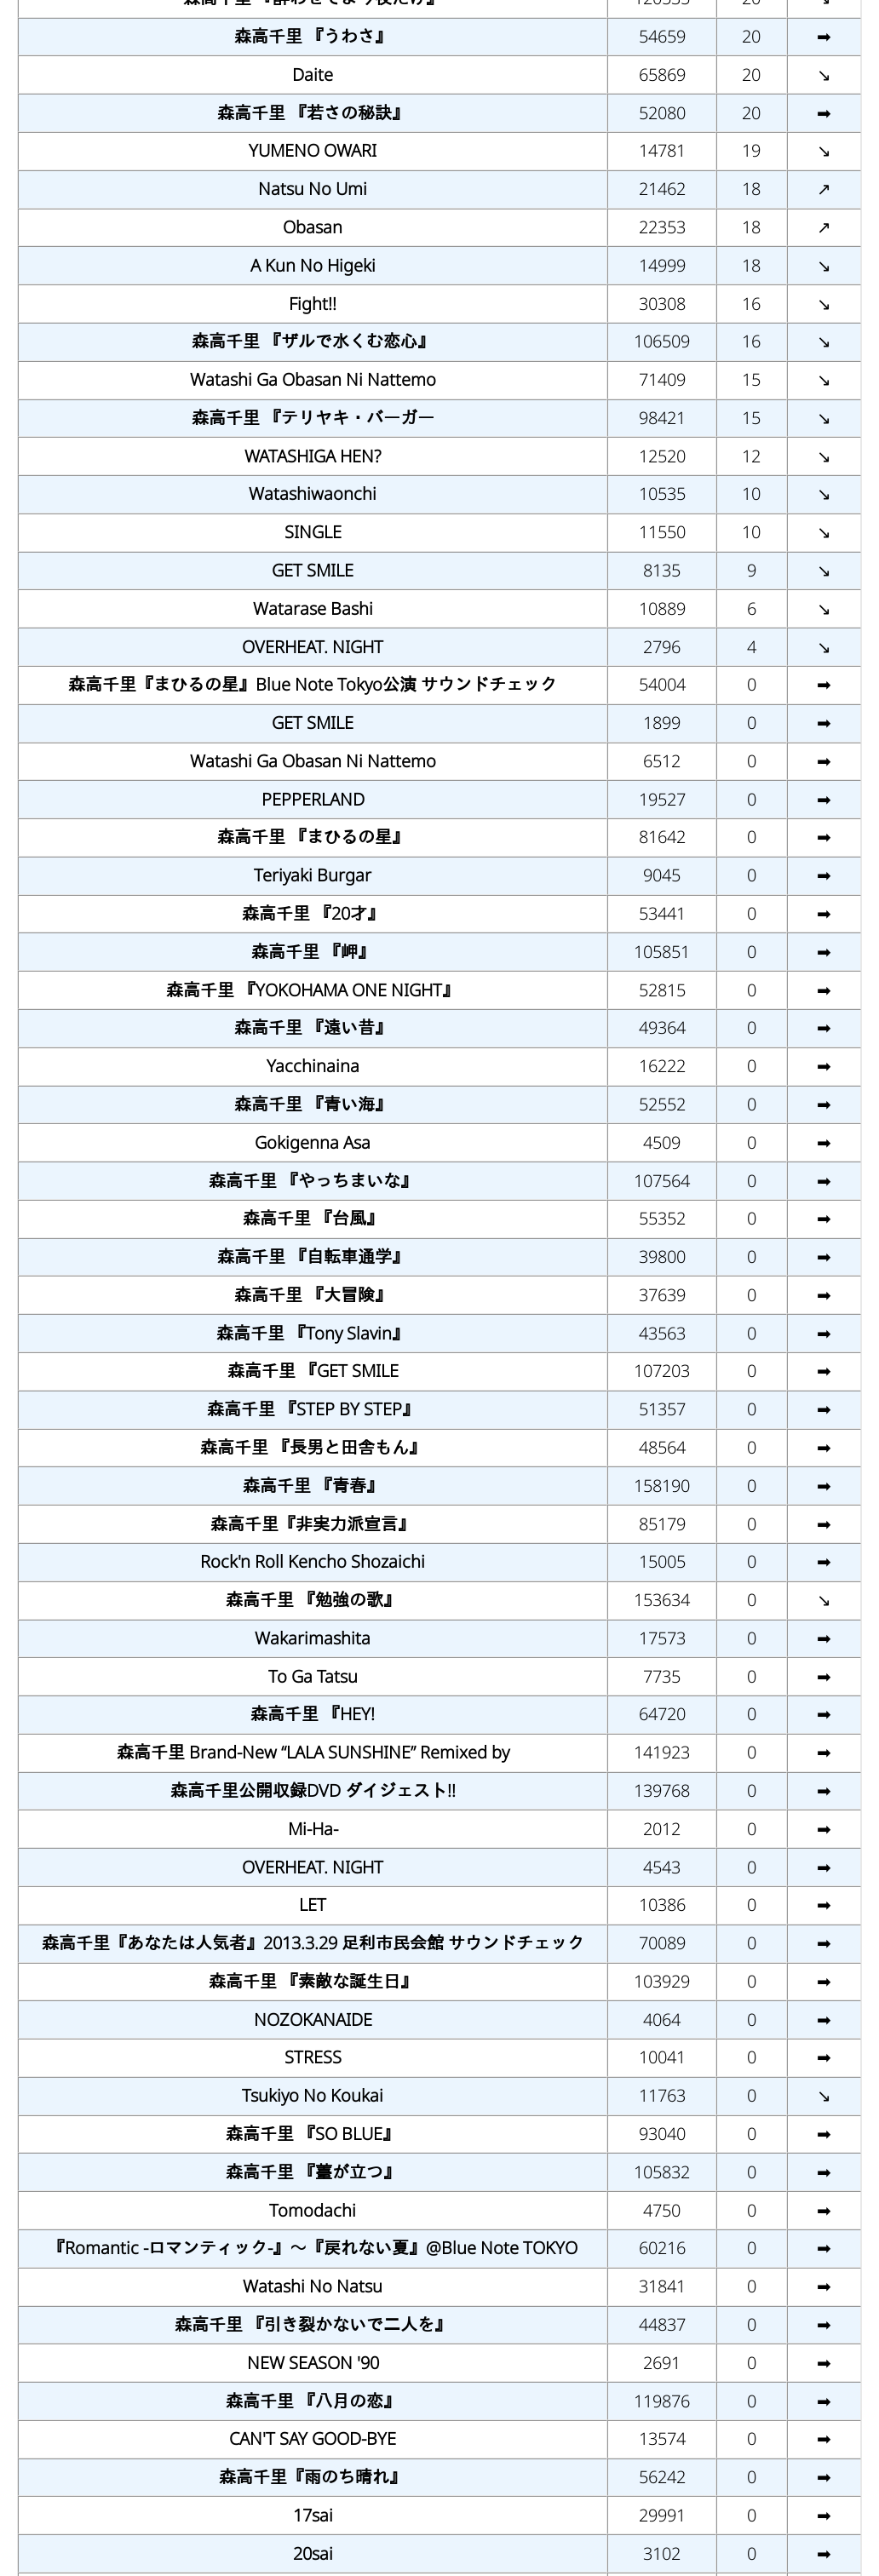 森高千里 『うわさ』 54659 20 ➡
Daite 65869 20 ↘
森高千里 『若さの秘訣』 52080 20 ➡
YUMENO OWARI 14781 19 ↘
Natsu No Umi 21462 18 ↗
Obasan 22353 18 ↗
A Kun No Higeki 14999 18 ↘
Fight!! 30308 16 ↘
森高千里 『ザルで水くむ恋心』 106509 16 ↘
Watashi Ga Obasan Ni Nattemo 71409 15 ↘
森高千里 『テリヤキ・バーガー 98421 15 ↘
WATASHIGA HEN? 12520 12 ↘
Watashiwaonchi 10535 10 ↘
SINGLE 11550 10 ↘
GET SMILE 8135 9 ↘
Watarase Bashi 10889 6 ↘
OVERHEAT. NIGHT 2796 4 ↘
森高千里『まひるの星』Blue Note Tokyo公演 サウンドチェック 54004 0 ➡
GET SMILE 1899 0 ➡
Watashi Ga Obasan Ni Nattemo 6512 0 ➡
PEPPERLAND 19527 0 ➡
森高千里 『まひるの星』 81642 0 ➡
Teriyaki Burgar 9045 0 ➡
森高千里 『20才』 53441 0 ➡
森高千里 『岬』 105851 0 ➡
森高千里 『YOKOHAMA ONE NIGHT』 52815 0 ➡
森高千里 『遠い昔』 49364 0 ➡
Yacchinaina 16222 0 ➡
森高千里 『青い海』 52552 0 ➡
Gokigenna Asa 4509 0 ➡
森高千里 『やっちまいな』 107564 0 ➡
森高千里 『台風』 55352 0 ➡
森高千里 『自転車通学』 39800 0 ➡
森高千里 『大冒険』 37639 0 ➡
森高千里 『Tony Slavin』 43563 0 ➡
森高千里 『GET SMILE 107203 0 ➡
森高千里 『STEP BY STEP』 51357 0 ➡
森高千里 『長男と田舎もん』 48564 0 ➡
森高千里 『青春』 158190 0 ➡
森高千里『非実力派宣言』 85179 0 ➡
Rock'n Roll Kencho Shozaichi 15005 0 ➡
森高千里 『勉強の歌』 153634 0 ↘
Wakarimashita 17573 0 ➡
To Ga Tatsu 7735 0 ➡
森高千里 『HEY! 64720 0 ➡
森高千里 Brand-New “LALA SUNSHINE” Remixed by 141923 0 ➡
森高千里公開収録DVD ダイジェスト!! 139768 0 ➡
Mi-Ha- 2012 0 ➡
OVERHEAT. NIGHT 4543 0 ➡
LET 10386 0 ➡
森高千里『あなたは人気者』2013.3.29 足利市民会館 サウンドチェック 70089 0 ➡
森高千里 『素敵な誕生日』 103929 0 ➡
NOZOKANAIDE 4064 0 ➡
STRESS 10041 0 ➡
Tsukiyo No Koukai 11763 0 ↘
森高千里 『SO BLUE』 93040 0 ➡
森高千里 『薹が立つ』 105832 0 ➡
Tomodachi 4750 0 ➡
『Romantic -ロマンティック-』～『戻れない夏』@Blue Note TOKYO 60216 0 ➡
Watashi No Natsu 31841 0 ➡
森高千里 『引き裂かないで二人を』 44837 0 ➡
NEW SEASON '90 2691 0 ➡
森高千里 『八月の恋』 119876 0 ➡
CAN'T SAY GOOD-BYE 13574 0 ➡
森高千里『雨のち晴れ』 56242 0 ➡
17sai 29991 0 ➡
20sai 3102 0 ➡